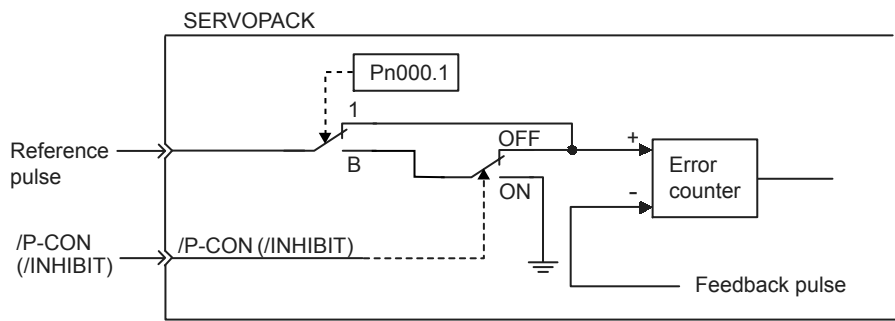 SERVOPACK
Pn000.1
1
Reference
pulse
B
OFF
ON
+
-
Error
counter
/P-CON
(/INHIBIT)
/P-CON (/INHIBIT)
Feedback pulse